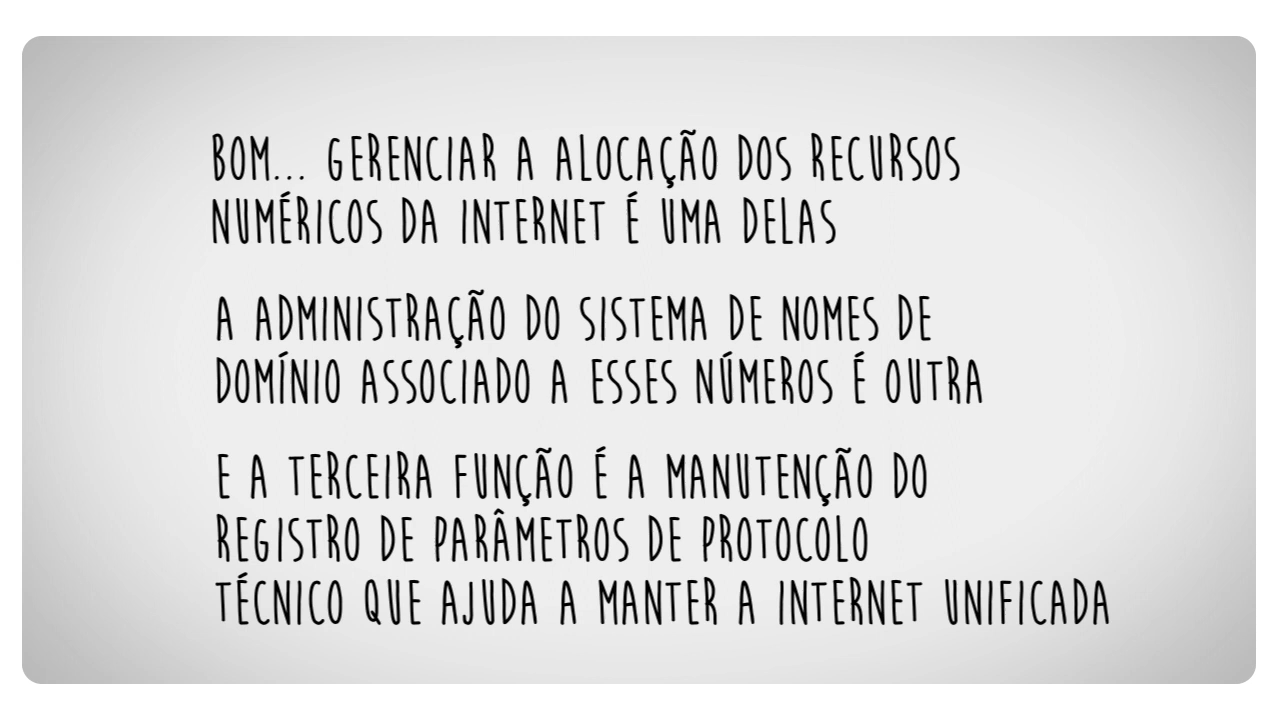 BOM... GERENCIAR A ALOCAÇÃO DOS RECURSOS
NUMÉRICOS DA INTERNET É UMA DELAS
A ADMINISTRAÇÃO DO SISTEMA DE NOMES DE
DOMÍNIO ASSOCIADO A ESSES NÚMEROS É OUTRA
E A TERCEIRA FUNÇÃO É A MANUTENÇÃO DO
REGISTRO DE PARÂMETROS DE PROTOCOLO
TÉCNICO QUE AJUDA A MANTER A INTERNET UNIFICADA